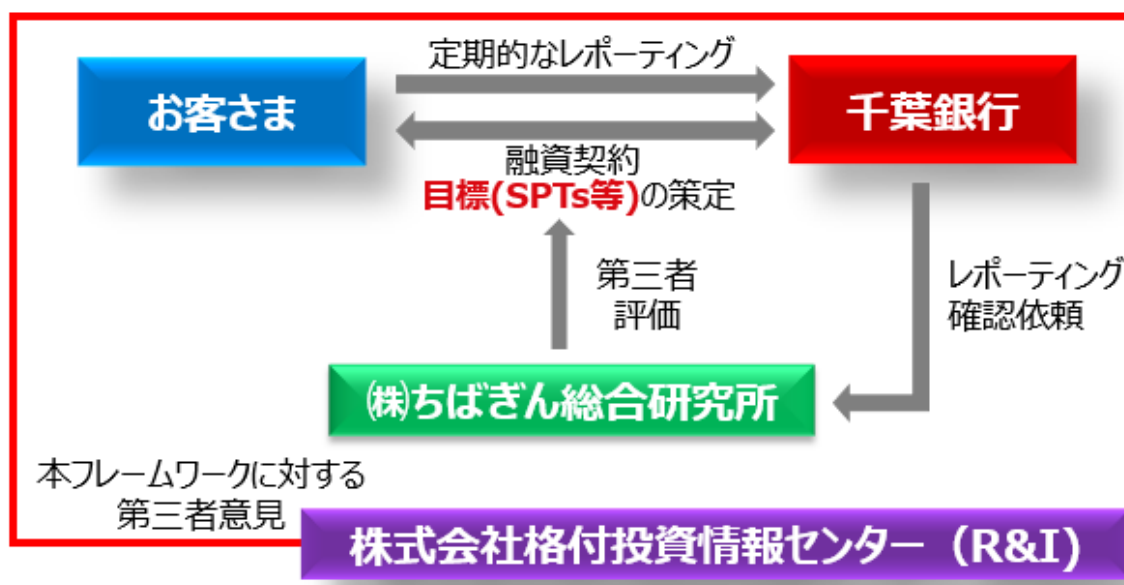 定期的なレポーティング
お客さま
千葉銀行
融資契約
目標(SPTs等)の策定
第三者
評価
レポーティング
確認依頼
㈱ちばぎん総合研究所
本フレームワークに対する
第三者意見
株式会社格付投資情報センター（R&I）